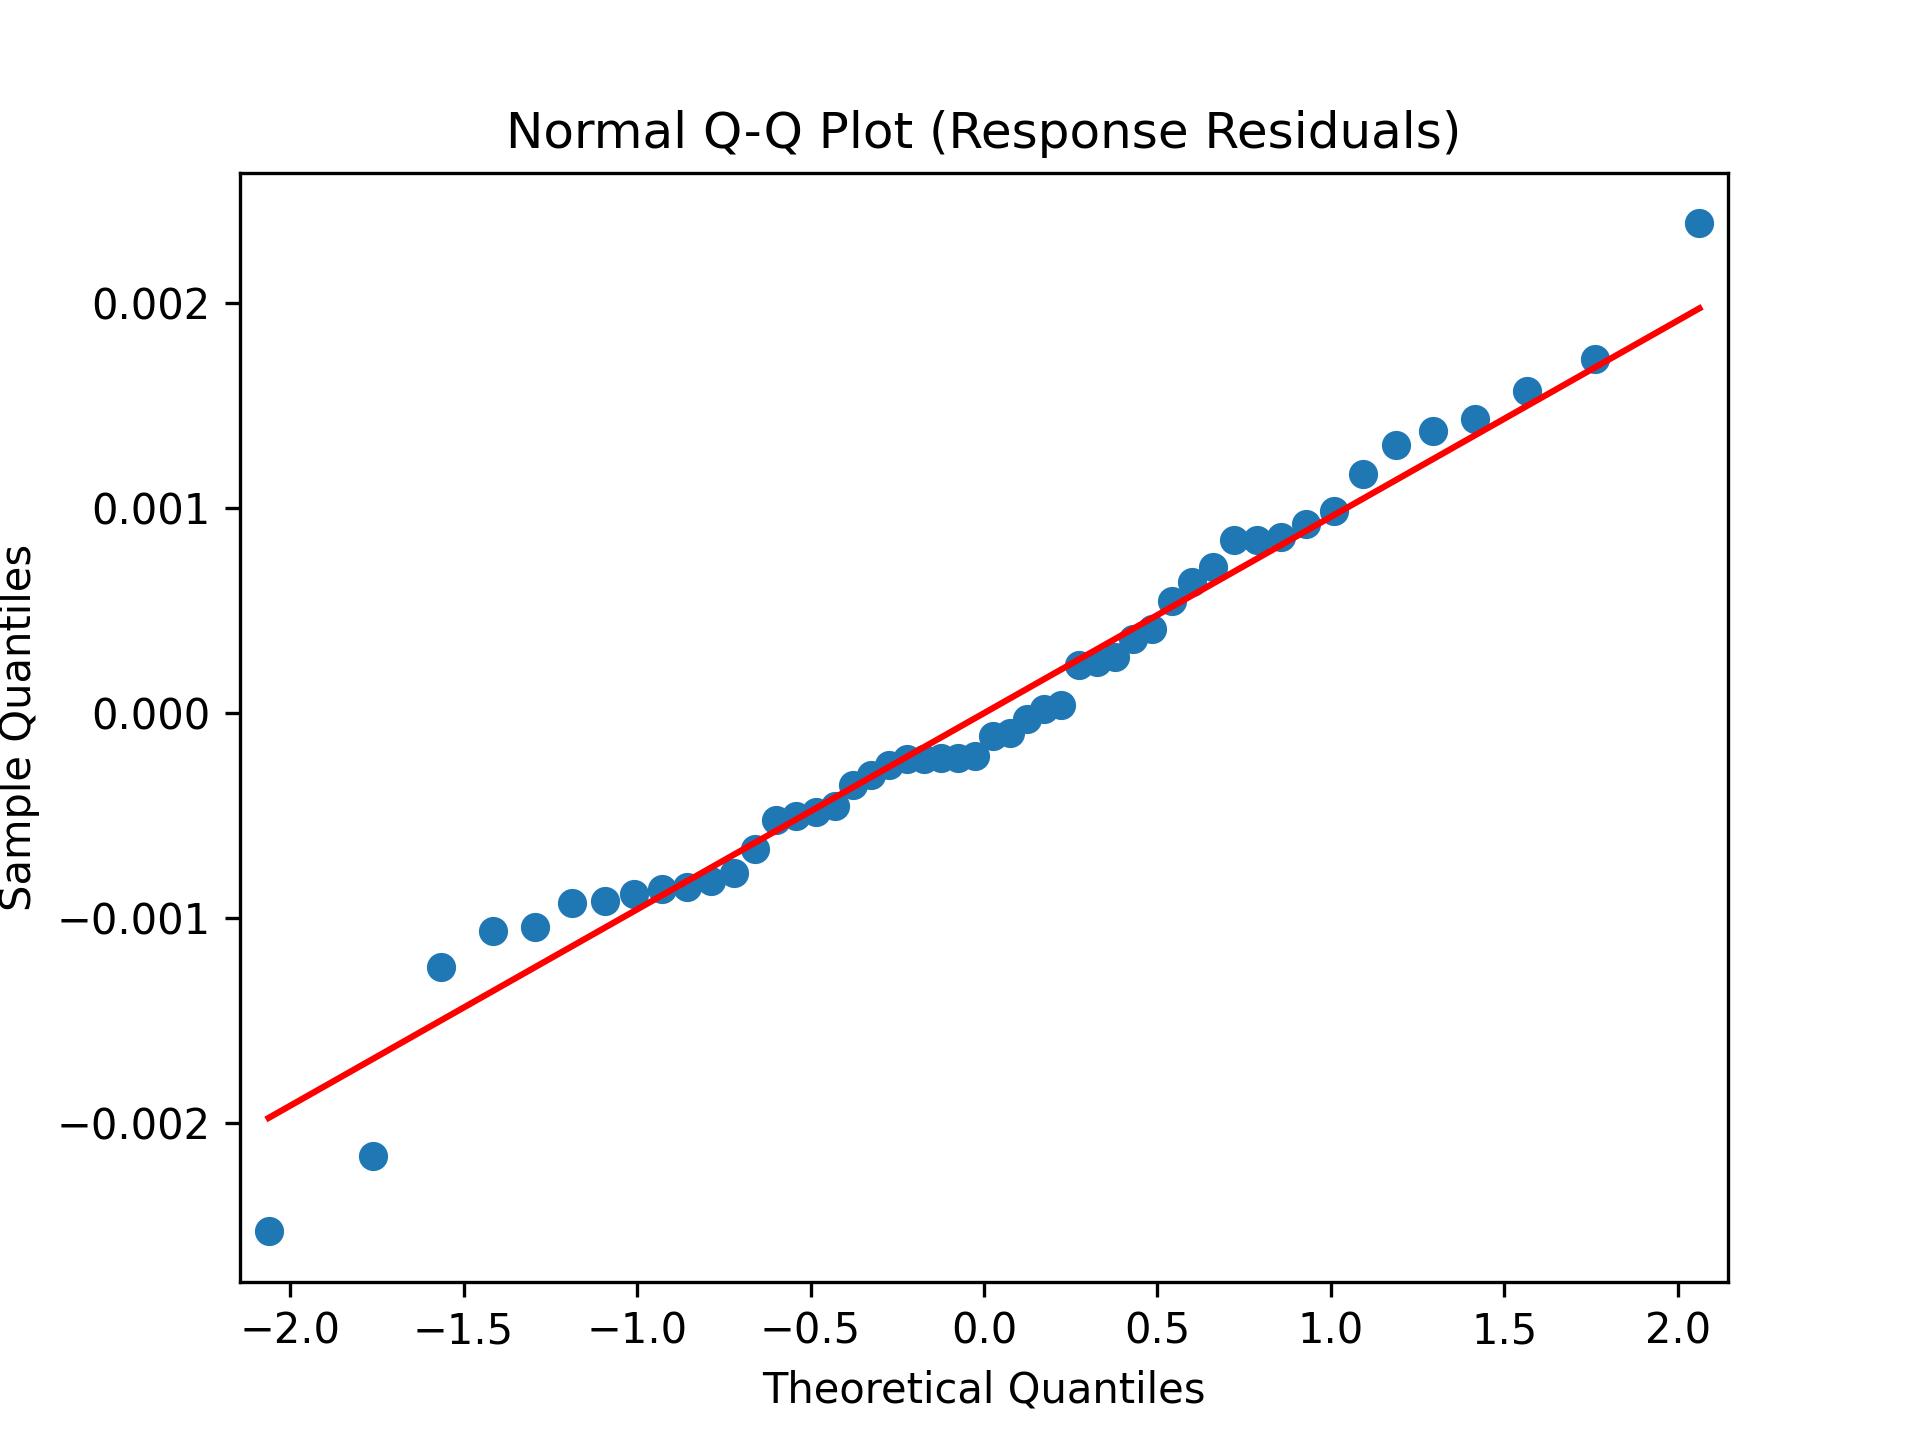 Normal Q-Q Plot (Response Residuals)
Sample Quantiles
0.002
0.001
0.000
−0.001
−0.002
−2.0 −1.5 −1.0 −0.5 0.0 0.5 1.0 1.5 2.0
Theoretical Quantiles